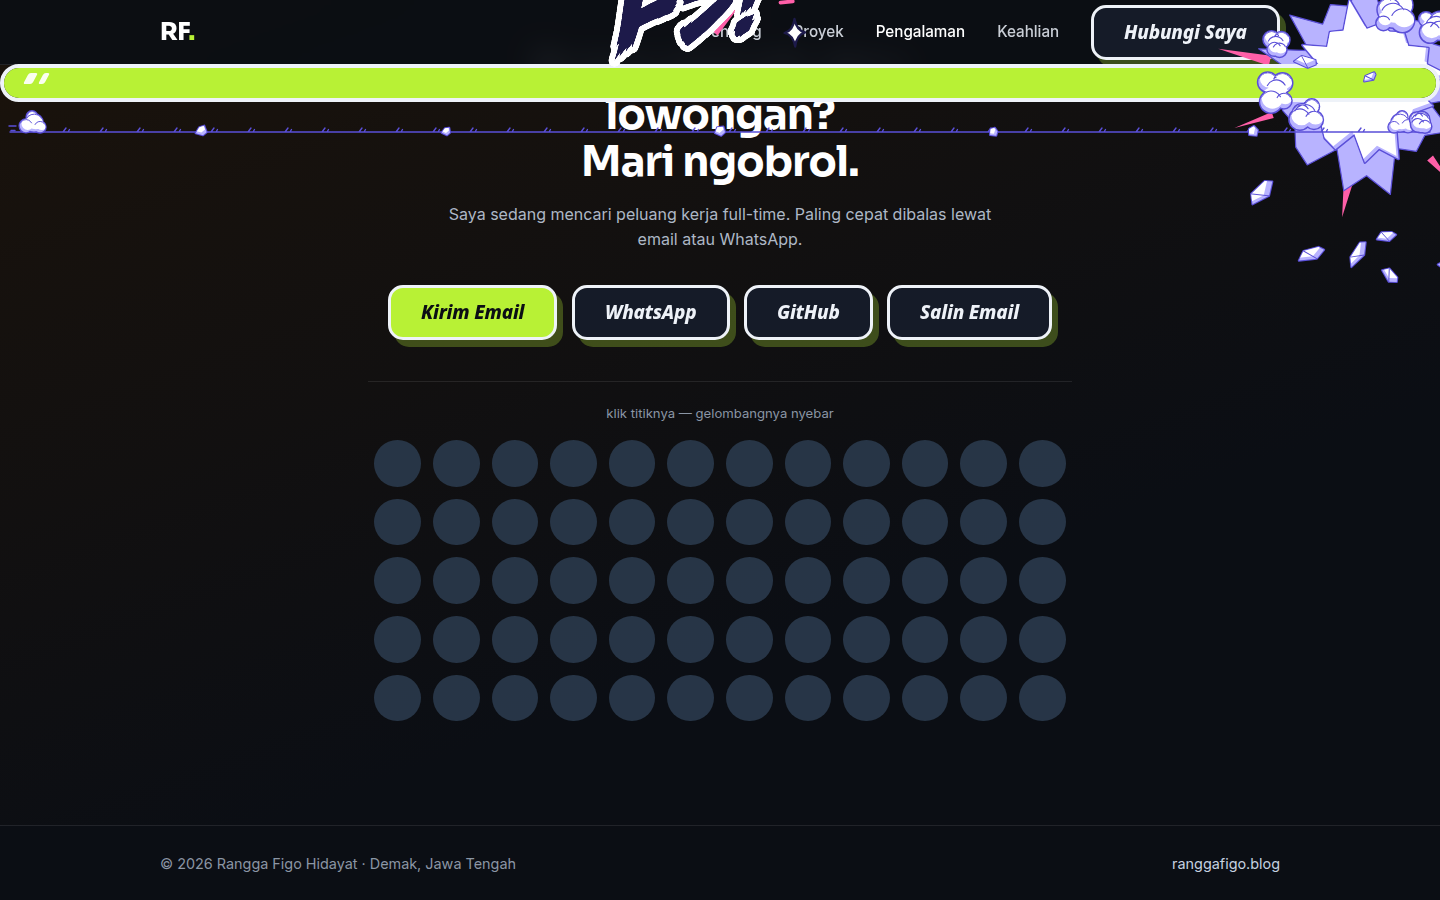 RF.
Proyek
Pengalaman
Keahlian
Hubungi Saya
lowongan?
Mari ngobrol.
Saya sedang mencari peluang kerja full-time. Paling cepat dibalas lewat
email atau WhatsApp.
Kirim Email
WhatsApp
GitHub
Salin Email
klik titiknya — gelombangnya nyebar
© 2026 Rangga Figo Hidayat · Demak, Jawa Tengah
ranggafigo.blog